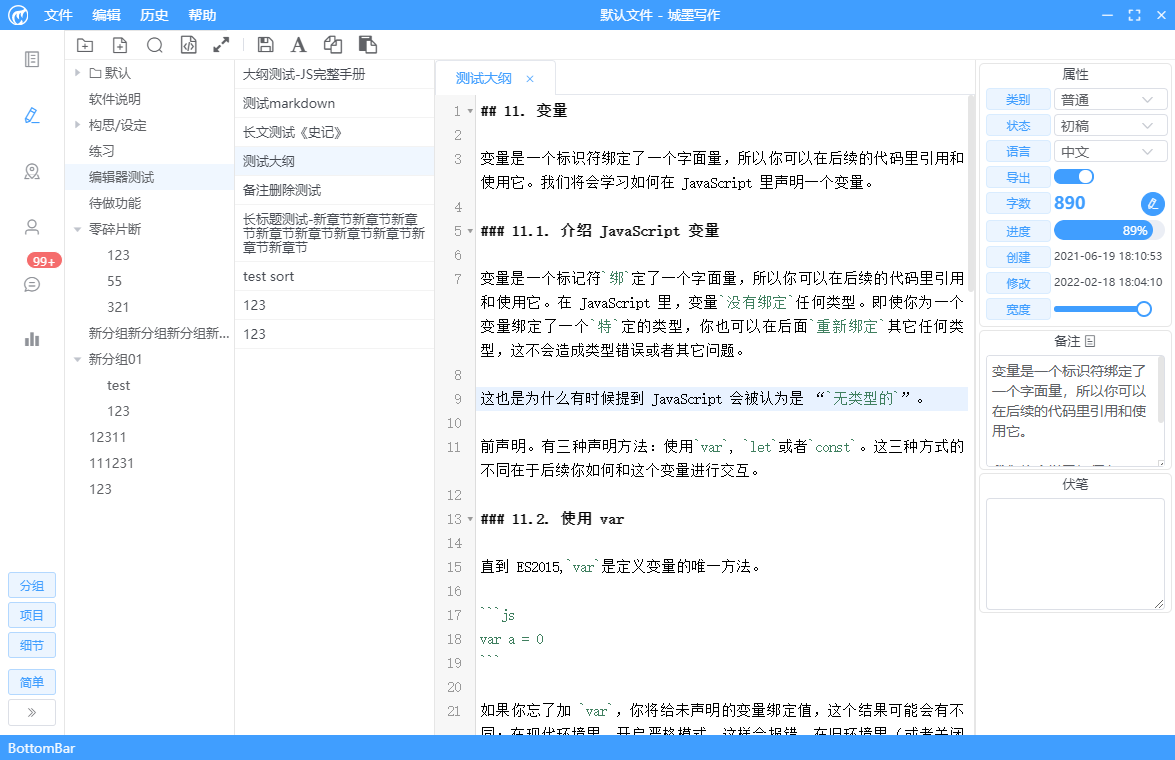 文件 编辑 历史 帮助
默认文件 - 城墨写作
99+
分组
项目
细节
简单
默认
软件说明
构思/设定
练习
编辑器测试
待做功能
零碎片断
123
55
321
新分组新分组新分组新...
新分组01
test
123
12311
111231
123
大纲测试-JS完整手册
测试markdown
长文测试《史记》
测试大纲
备注删除测试
长标题测试-新章节新章节新章
节新章节新章节新章节新章节新
章节新章节
test sort
123
123
测试大纲 ×
1 ## 11. 变量
2
3 变量是一个标识符绑定了一个字面量，所以你可以在后续的代码里引用和
使用它。我们将会学习如何在 JavaScript 里声明一个变量。
4
5 ### 11.1. 介绍 JavaScript 变量
6
7 变量是一个标记符`绑`定了一个字面量，所以你可以在后续的代码里引用
和使用它。在 JavaScript 里，变量`没有绑定`任何类型。即使你为一个
变量绑定了一个`特`定的类型，你也可以在后面`重新绑定`其它任何类
型，这不会造成类型错误或者其它问题。
8
9 这也是为什么有时候提到 JavaScript 会被认为是 “`无类型的`”。
10
11 前声明。有三种声明方法：使用`var`, `let`或者`const`。这三种方式的
不同在于后续你如何和这个变量进行交互。
12
13 ### 11.2. 使用 var
14
15 直到 ES2015,`var`是定义变量的唯一方法。
16
17 ```js
18 var a = 0
19 ```
20
21 如果你忘了加 `var`，你将给未声明的变量绑定值，这个结果可能会有不
同：在现代环境里，开启严格模式，这样会报错。在旧环境里（或者关闭
属性
类别 普通
状态 初稿
语言 中文
导出
字数 890
进度 89%
创建 2021-06-19 18:10:53
修改 2022-02-18 18:04:10
宽度
备注
变量是一个标识符绑定了
一个字面量，所以你可以
在后续的代码里引用和使
用它。
伏笔
BottomBar